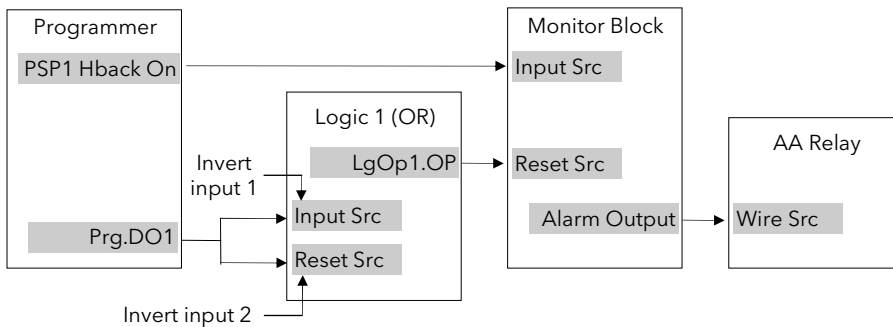 Programmer
PSP1 Hback On
Prg.DO1
Invert
input 1
Invert input 2
Logic 1 (OR)
LgOp1.OP
Input Src
Reset Src
Monitor Block
Input Src
Reset Src
Alarm Output
AA Relay
Wire Src